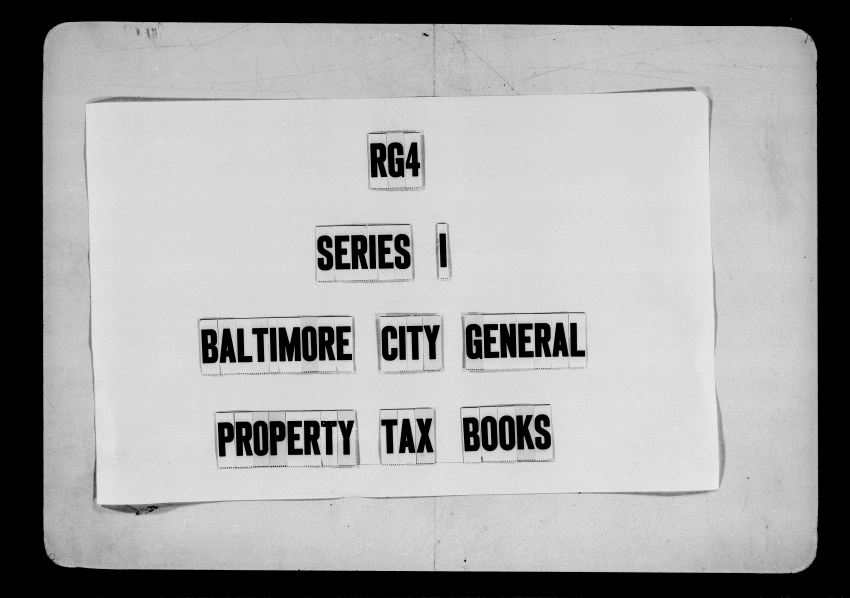 RG4
SERIES I
BALTIMORE CITY GENERAL
PROPERTY TAX BOOKS